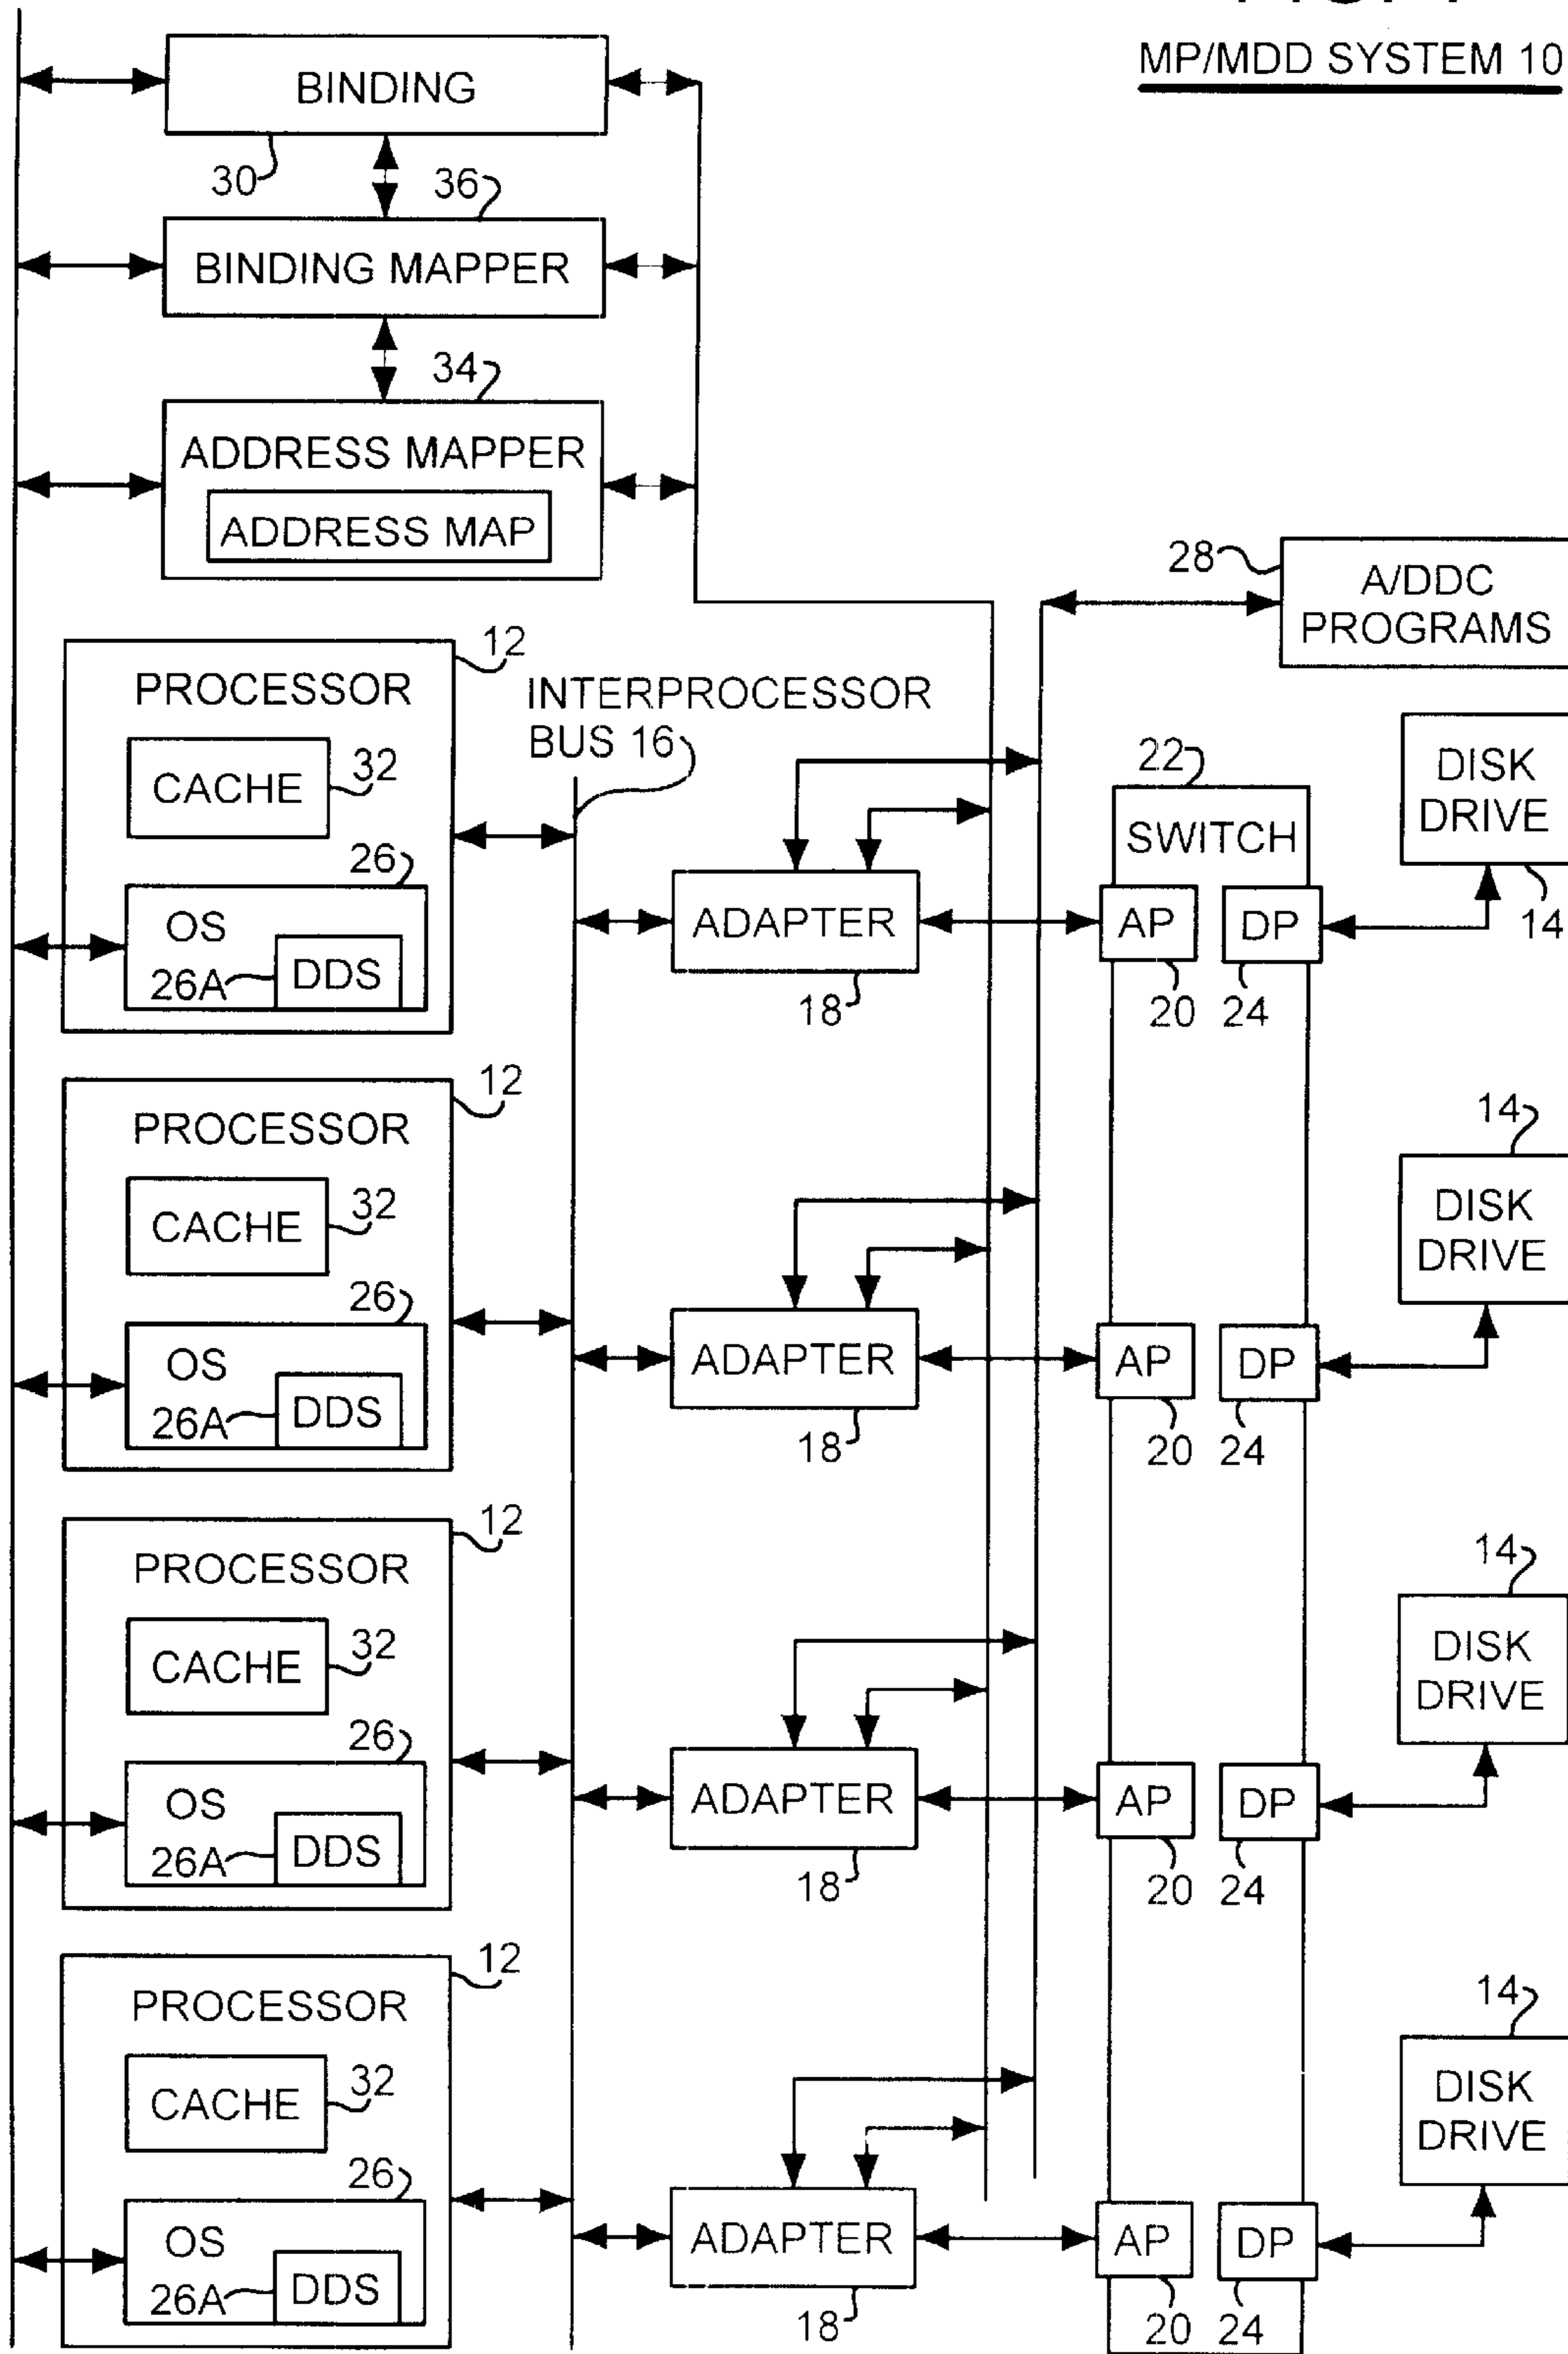 MP/MDD SYSTEM 10
BINDING
30
36
BINDING MAPPER
34
ADDRESS MAPPER
ADDRESS MAP
28
A/DDC
PROGRAMS
12
PROCESSOR
CACHE
32
26
OS
26A
DDS
INTERPROCESSOR
BUS 16
ADAPTER
18
22
SWITCH
AP
DP
20
24
DISK
DRIVE
14
12
PROCESSOR
CACHE
32
26
OS
26A
DDS
ADAPTER
18
AP
DP
20
24
14
DISK
DRIVE
12
PROCESSOR
CACHE
32
26
OS
26A
DDS
ADAPTER
18
AP
DP
20
24
14
DISK
DRIVE
12
PROCESSOR
CACHE
32
26
OS
26A
DDS
ADAPTER
18
AP
DP
20
24
14
DISK
DRIVE